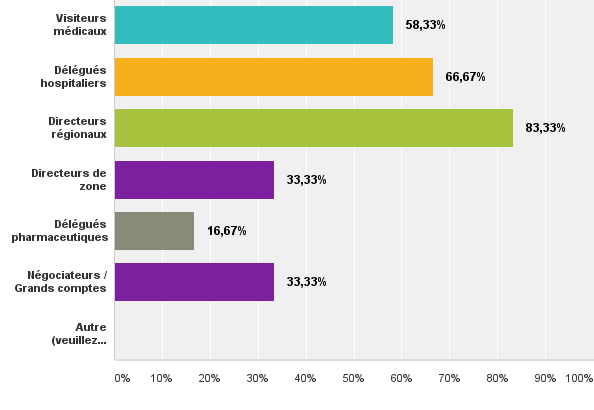 Visiteurs
médicaux
58,33%
Délégués
hospitaliers
66,67%
Directeurs
régionaux
83,33%
Directeurs de
zone
33,33%
Délégués
pharmaceutiques
16,67%
Négociateurs /
Grands comptes
33,33%
Autre
(veuillez...
0% 10% 20% 30% 40% 50% 60% 70% 80% 90% 100%